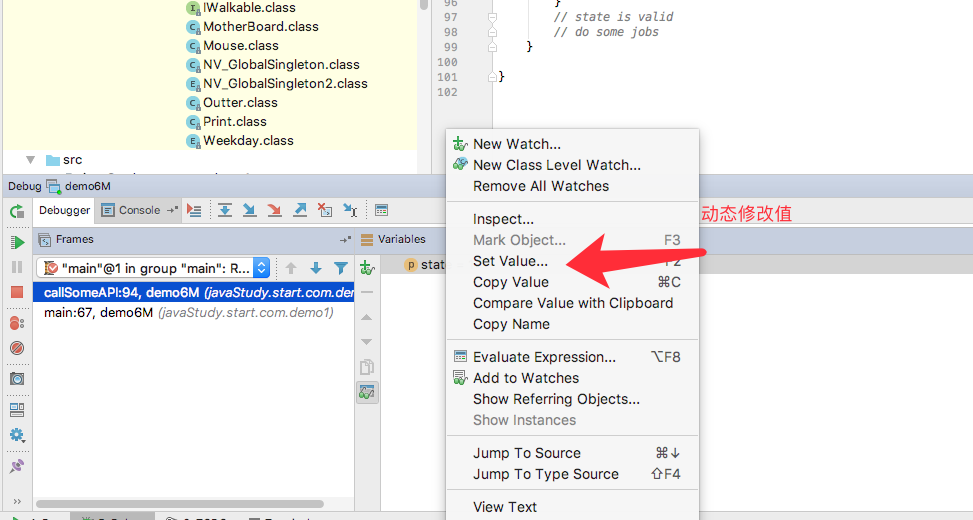 IWalkable.class
MotherBoard.class
Mouse.class
NV_GlobalSingleton.class
NV_GlobalSingleton2.class
Outter.class
Print.class
Weekday.class
src
96 }
97 // state is valid
98 // do some jobs
99 }
100
101 }
102
Debug demo6M
Debugger Console
动态修改值
Frames
Variables
"main"@1 in group "main": R...
callSomeAPI:94, demo6M (javaStudy.start.com.de
main:67, demo6M (javaStudy.start.com.demo1)
p stat
New Watch...
New Class Level Watch...
Remove All Watches
Inspect...
Mark Object... F3
Set Value... F2
Copy Value ⌘C
Compare Value with Clipboard
Copy Name
Evaluate Expression... ⌥F8
Add to Watches
Show Referring Objects...
Show Instances
Jump To Source ⌘↓
Jump To Type Source ⇧F4
View Text